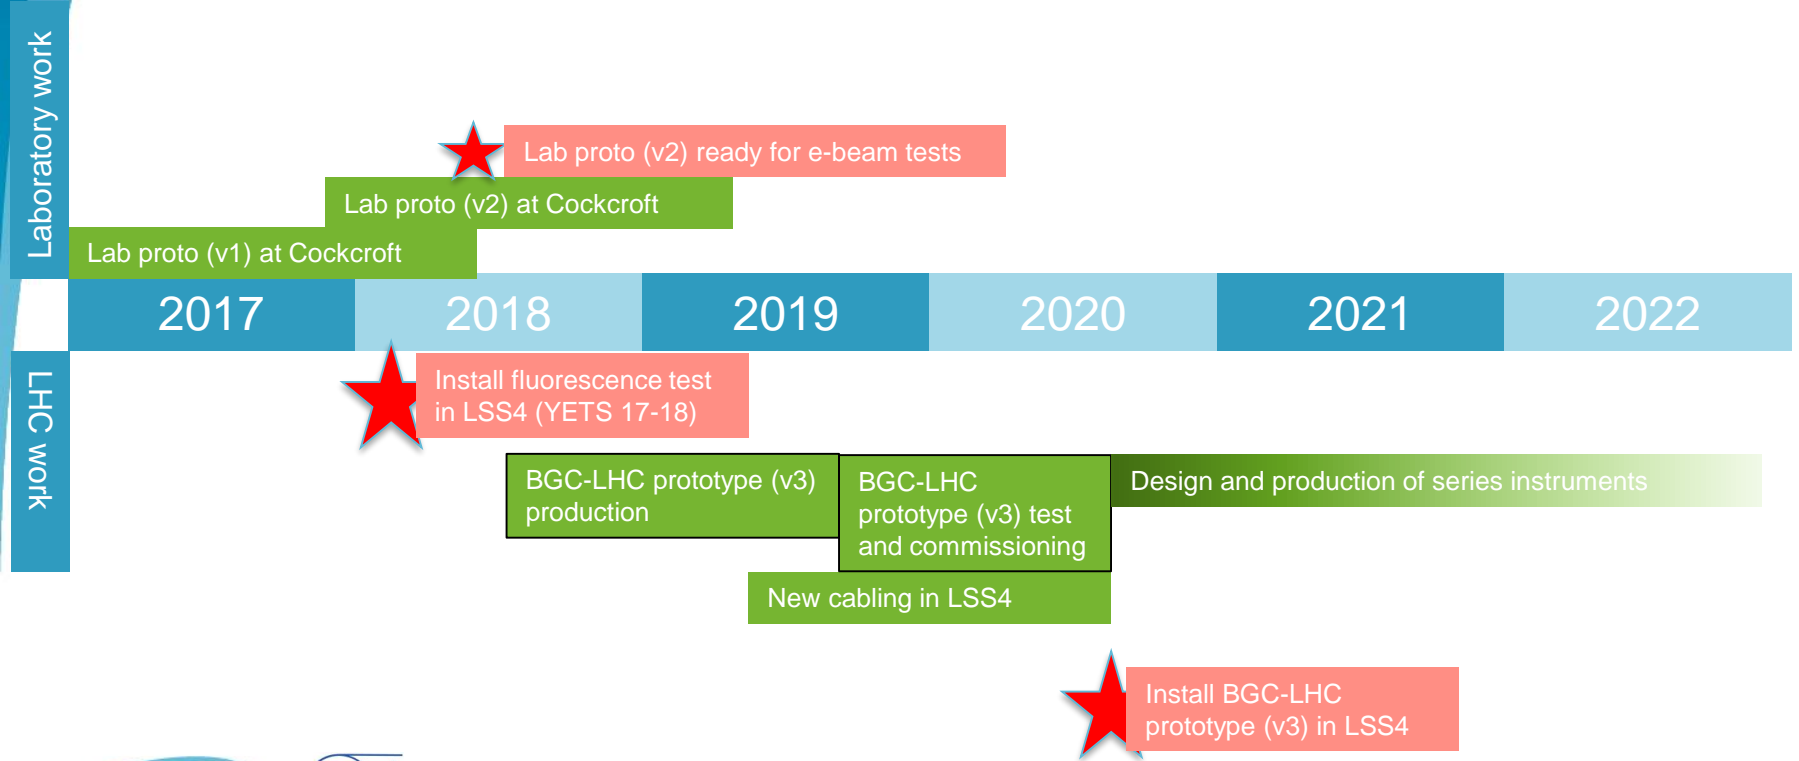 Laboratory work
Lab proto (v2) ready for e-beam tests
Lab proto (v2) at Cockcroft
Lab proto (v1) at Cockcroft
2017
2018
2019
2020
2021
2022
LHC work
Install fluorescence test
in LSS4 (YETS 17-18)
BGC-LHC prototype (v3)
production
BGC-LHC
prototype (v3) test
and commissioning
Design and production of series instruments
New cabling in LSS4
Install BGC-LHC
prototype (v3) in LSS4